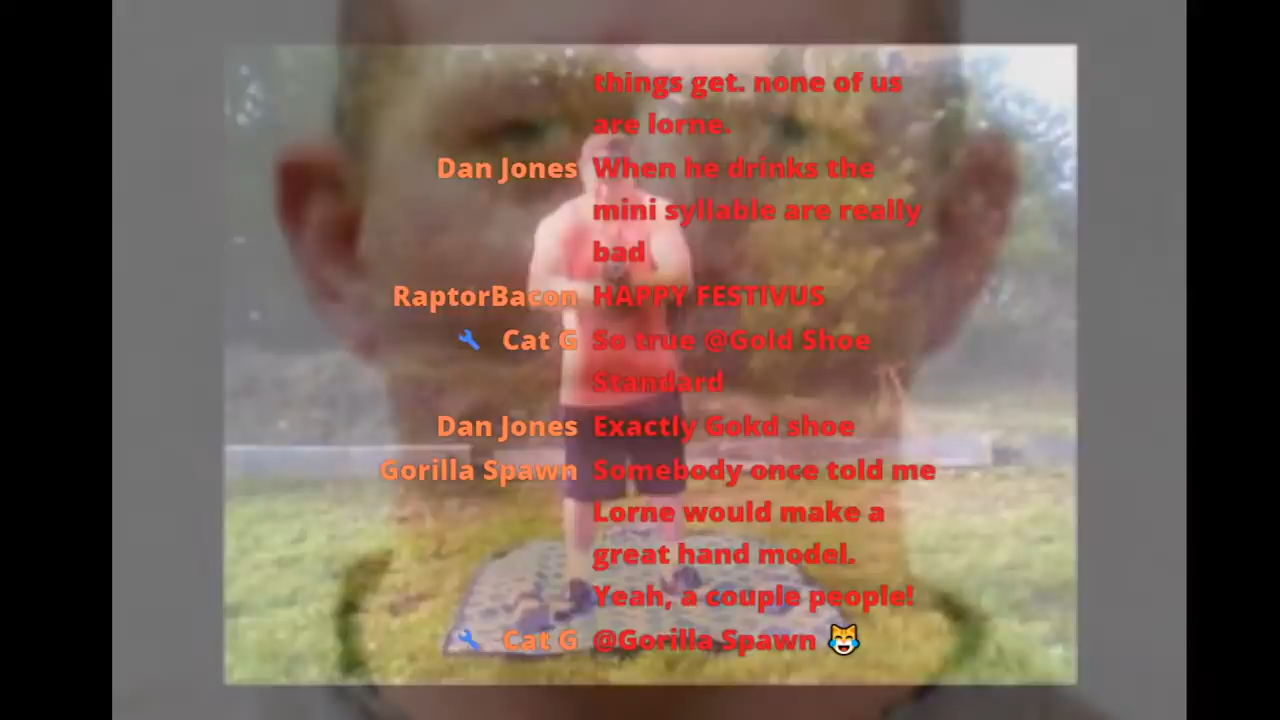 things get. none of us
are lorne.
Dan Jones When he drinks the
mini syllable are really
bad
RaptorBacon HAPPY FESTIVUS
Cat G So true @Gold Shoe
Standard
Dan Jones Exactly Gokd shoe
Gorilla Spawn Somebody once told me
Lorne would make a
great hand model.
Yeah, a couple people!
Cat G @Gorilla Spawn 😹